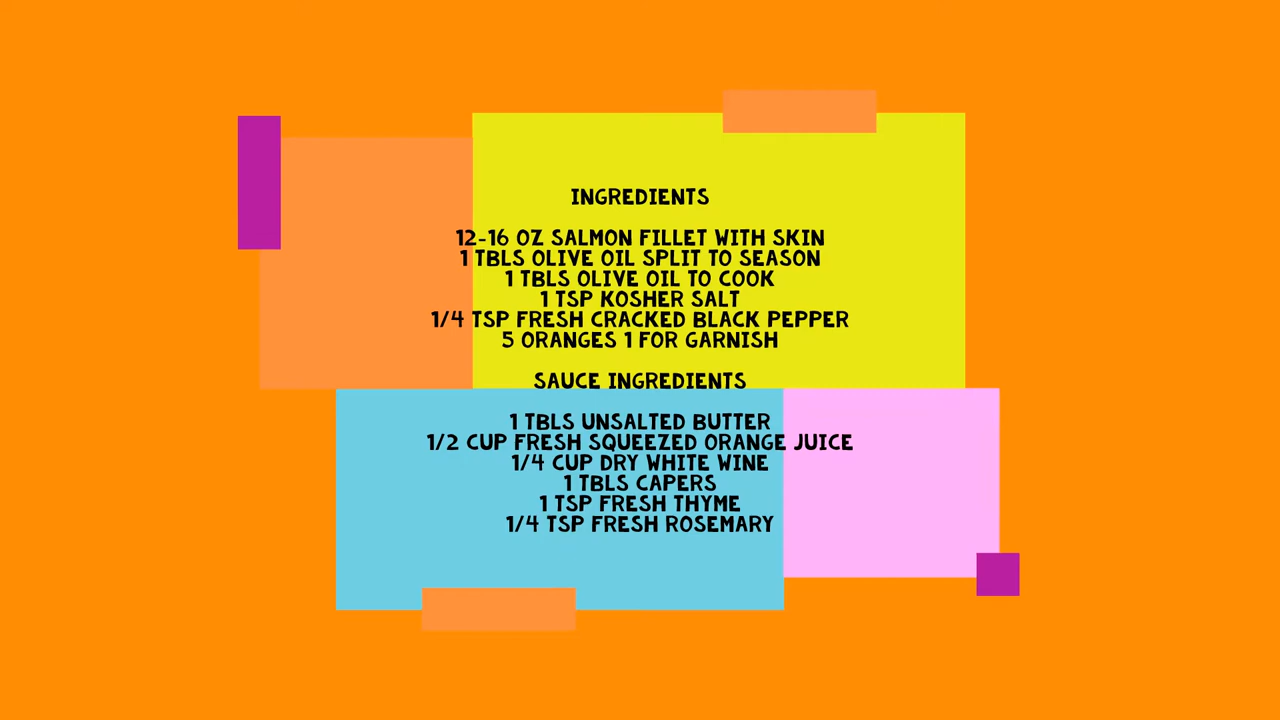 INGREDIENTS
12-16 OZ SALMON FILLET WITH SKIN
1 TBLS OLIVE OIL SPLIT TO SEASON
1 TBLS OLIVE OIL TO COOK
1 TSP KOSHER SALT
1/4 TSP FRESH CRACKED BLACK PEPPER
5 ORANGES 1 FOR GARNISH
SAUCE INGREDIENTS
1 TBLS UNSALTED BUTTER
1/2 CUP FRESH SQUEEZED ORANGE JUICE
1/4 CUP DRY WHITE WINE
1 TBLS CAPERS
1 TSP FRESH THYME
1/4 TSP FRESH ROSEMARY